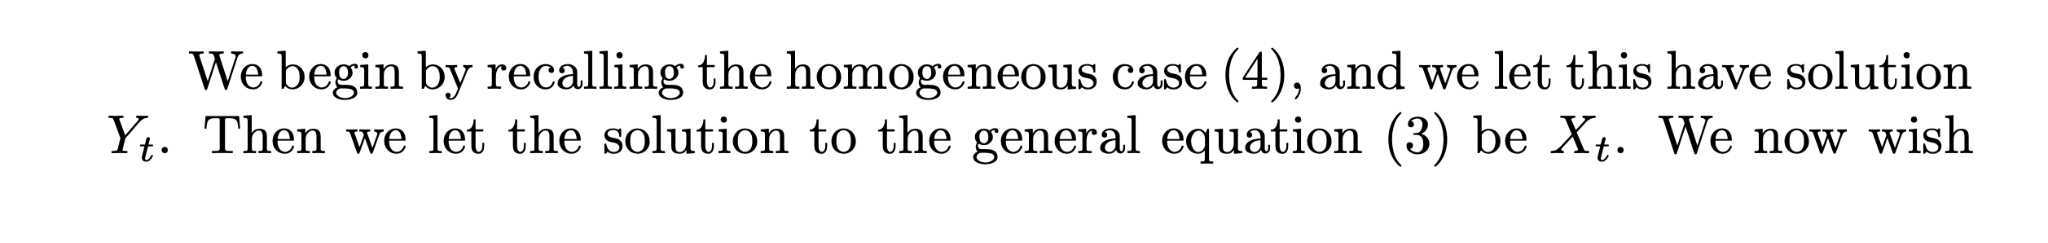 We begin by recalling the homogeneous case (4), and we let this have solution
Yₜ. Then we let the solution to the general equation (3) be Xₜ. We now wish